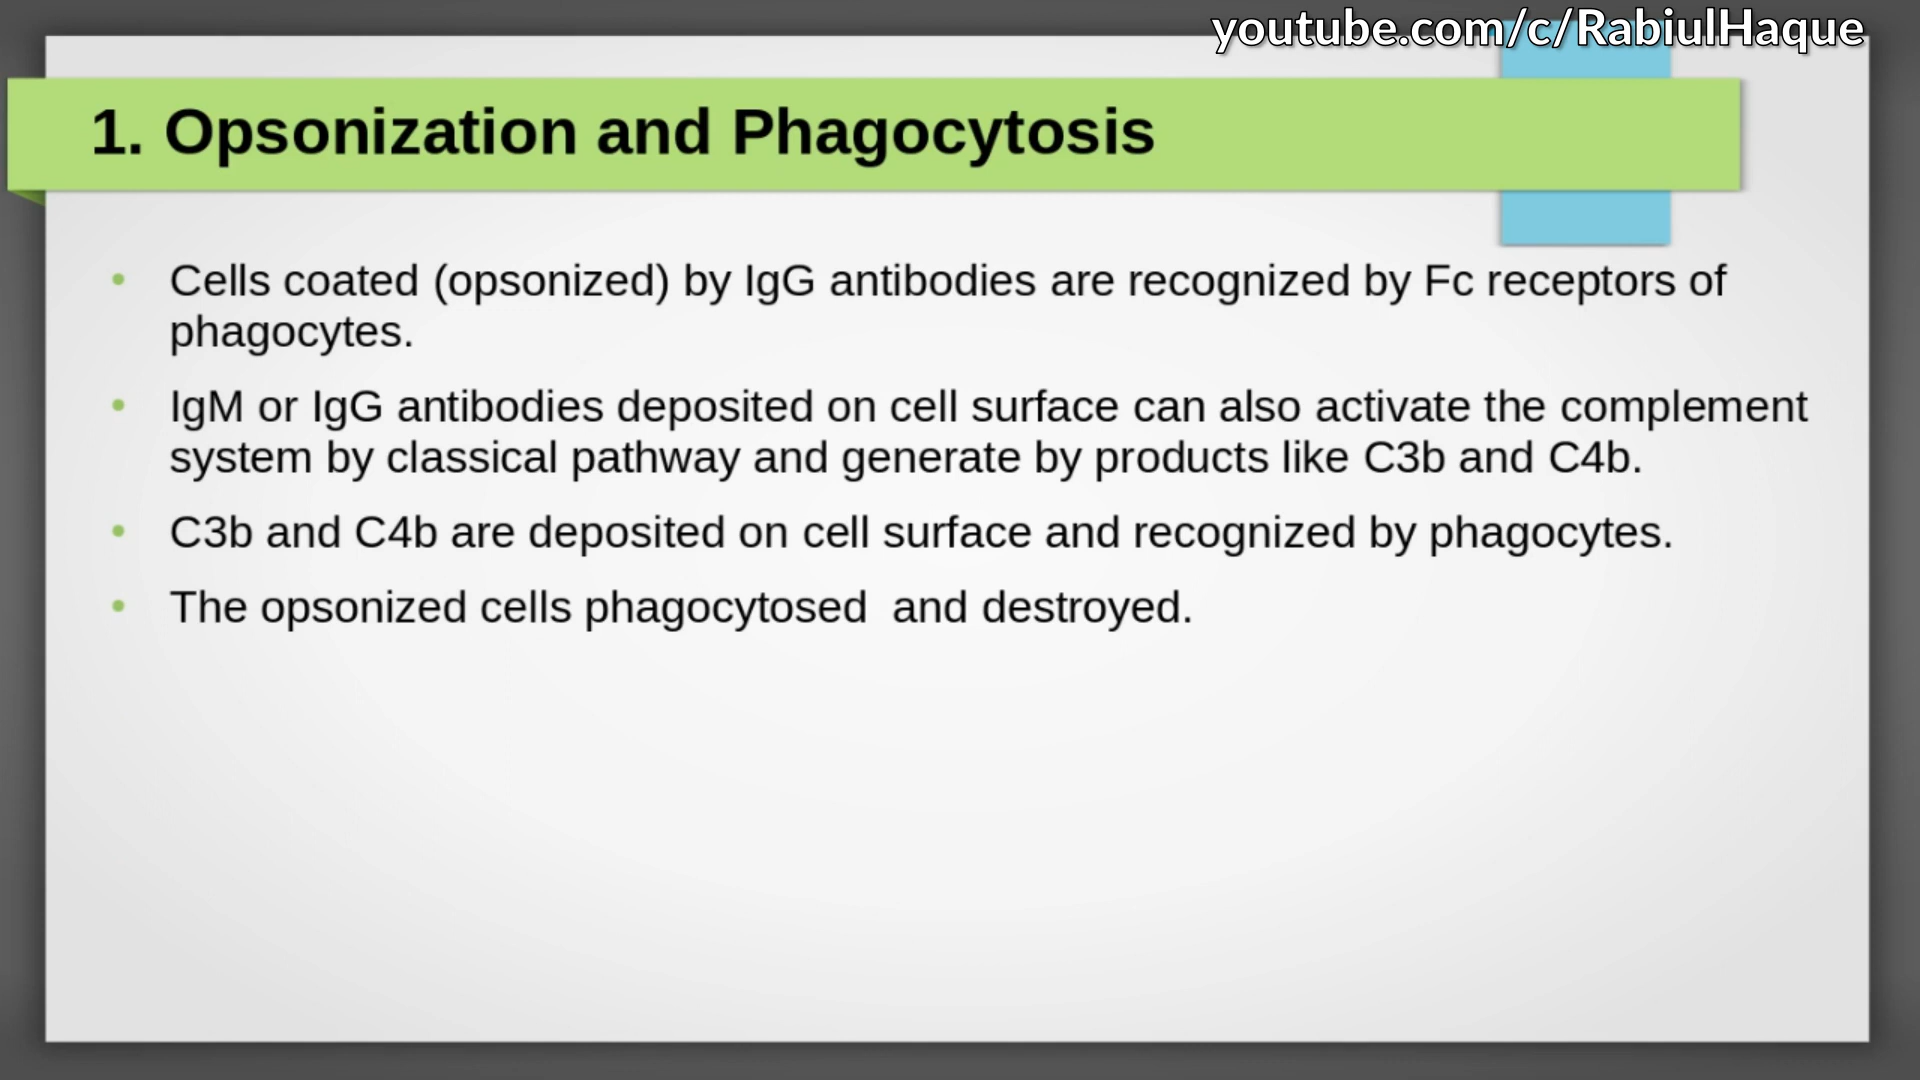 youtube.com/c/RabiulHaque
1. Opsonization and Phagocytosis
• Cells coated (opsonized) by IgG antibodies are recognized by Fc receptors of
phagocytes.
• IgM or IgG antibodies deposited on cell surface can also activate the complement
system by classical pathway and generate by products like C3b and C4b.
• C3b and C4b are deposited on cell surface and recognized by phagocytes.
• The opsonized cells phagocytosed  and destroyed.